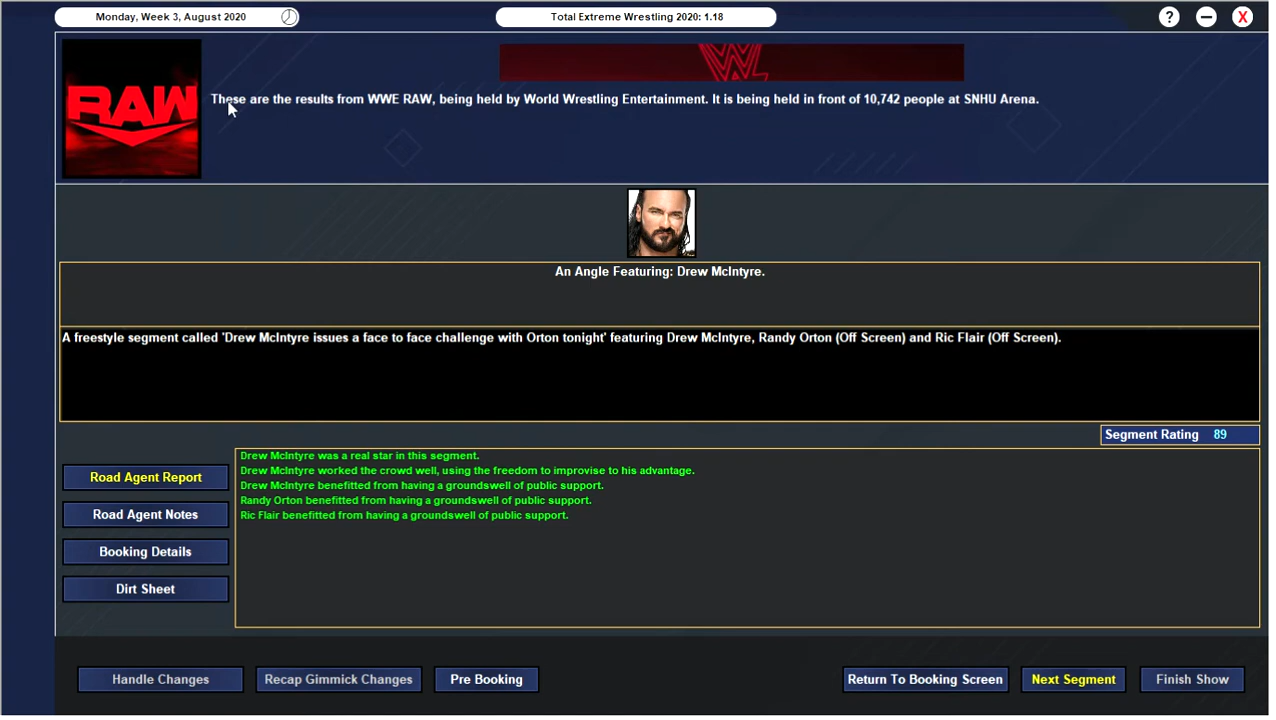 Monday, Week 3, August 2020
Total Extreme Wrestling 2020: 1.18
? X
RAW
W
These are the results from WWE RAW, being held by World Wrestling Entertainment. It is being held in front of 10,742 people at SNHU Arena.
An Angle Featuring: Drew McIntyre.
A freestyle segment called 'Drew McIntyre issues a face to face challenge with Orton tonight' featuring Drew McIntyre, Randy Orton (Off Screen) and Ric Flair (Off Screen).
Segment Rating 89
Road Agent Report
Road Agent Notes
Booking Details
Dirt Sheet
Drew McIntyre was a real star in this segment.
Drew McIntyre worked the crowd well, using the freedom to improvise to his advantage.
Drew McIntyre benefitted from having a groundswell of public support.
Randy Orton benefitted from having a groundswell of public support.
Ric Flair benefitted from having a groundswell of public support.
Handle Changes
Recap Gimmick Changes
Pre Booking
Return To Booking Screen
Next Segment
Finish Show